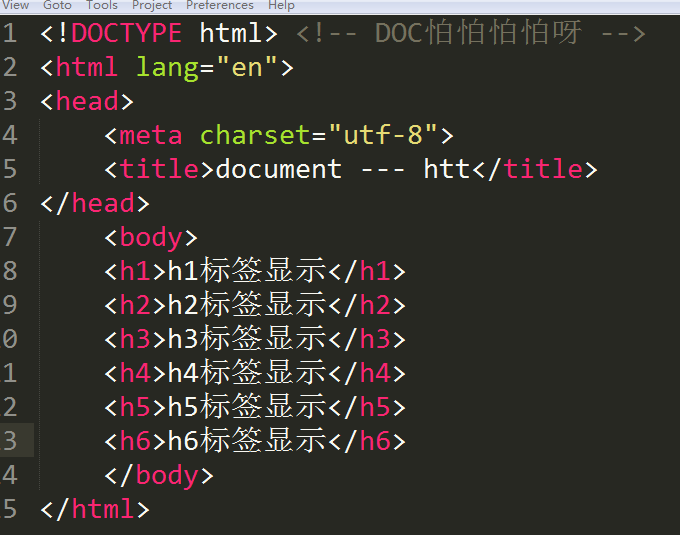 View Goto Tools Project Preferences Help
1 <!DOCTYPE html> <!-- DOC怕怕怕怕呀 -->
2 <html lang="en">
3 <head>
4 <meta charset="utf-8">
5 <title>document --- htt</title>
6 </head>
7 <body>
8 <h1>h1标签显示</h1>
9 <h2>h2标签显示</h2>
0 <h3>h3标签显示</h3>
1 <h4>h4标签显示</h4>
2 <h5>h5标签显示</h5>
3 <h6>h6标签显示</h6>
4 </body>
5 </html>